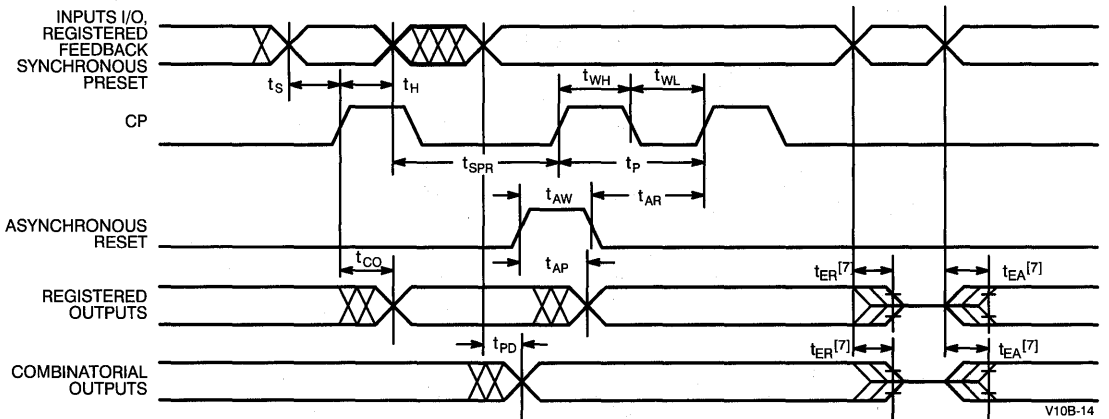 INPUTS I/O,
REGISTERED
FEEDBACK
SYNCHRONOUS
PRESET
tS
tH
tWH
tWL
CP
tSPR
tP
tAW
tAR
ASYNCHRONOUS
RESET
tCO
tAP
tER[7]
tEA[7]
REGISTERED
OUTPUTS
tPD
tER[7]
tEA[7]
COMBINATORIAL
OUTPUTS
V10B-14